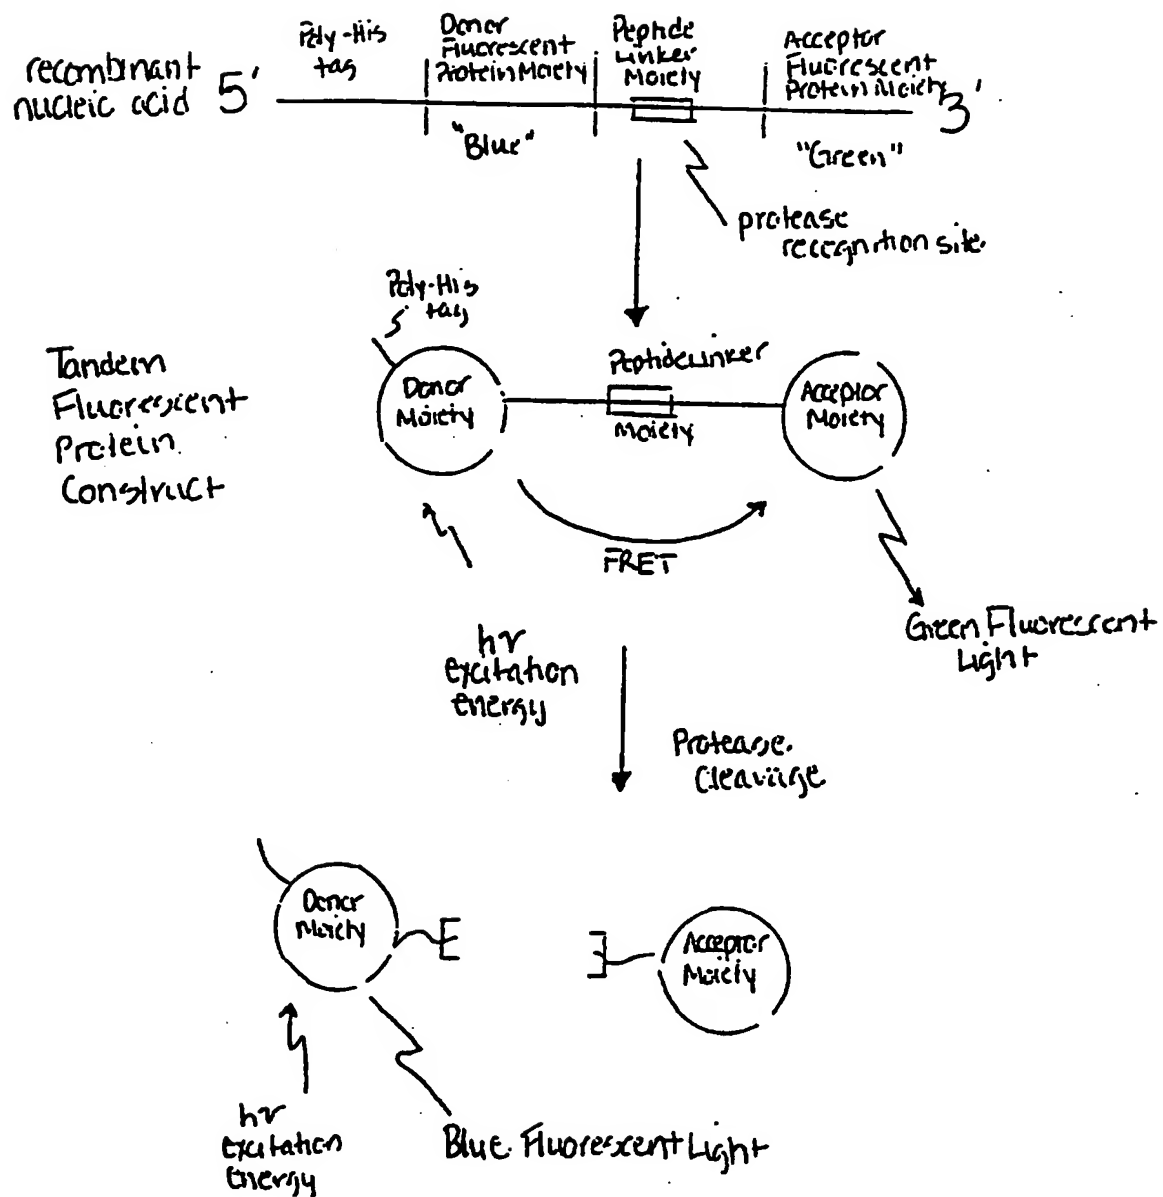 recombinant
nucleic acid
5'
Poly-His
tag
Donor
Fluorescent
Protein Moiety
Peptide
Linker
Moiety
Acceptor
Fluorescent
Protein Moiety
3'
"Blue"
"Green"
protease
recognition site.
Poly-His
tag
Tandem
Fluorescent
Protein
Construct
Donor
Moiety
Peptide Linker
Moiety
Acceptor
Moiety
FRET
hν
excitation
energy
Green Fluorescent
Light
Protease
Cleavage
Donor
Moiety
E
Acceptor
Moiety
hν
excitation
energy
Blue Fluorescent Light